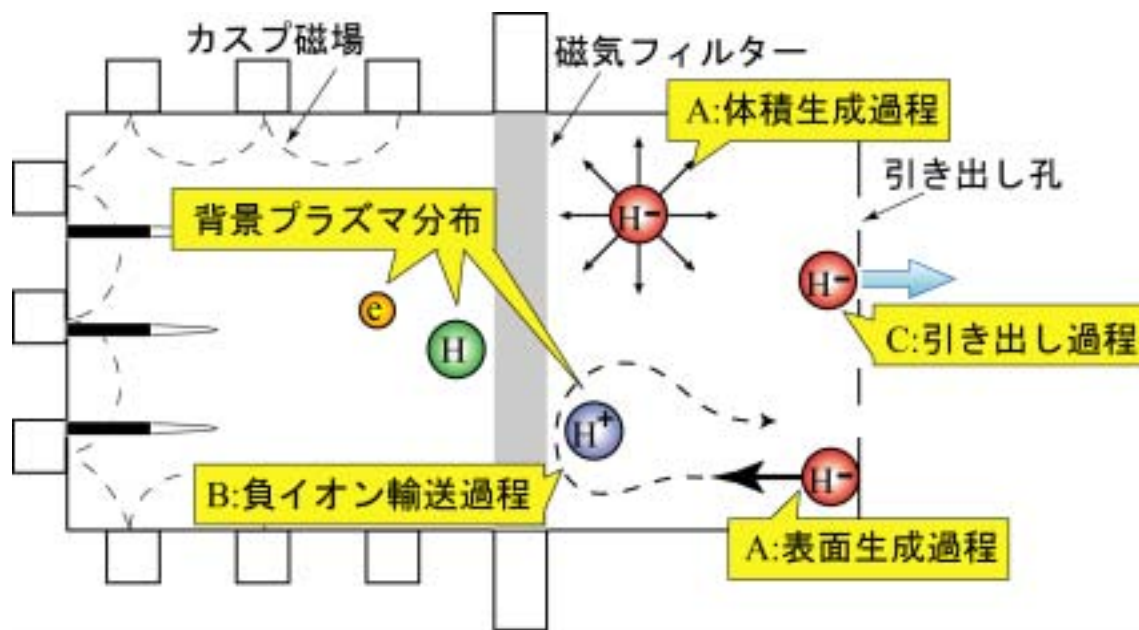 カスプ磁場
磁気フィルター
A:体積生成過程
引き出し孔
背景プラズマ分布
H-
H-
e
H
C:引き出し過程
H+
B:負イオン輸送過程
H-
A:表面生成過程